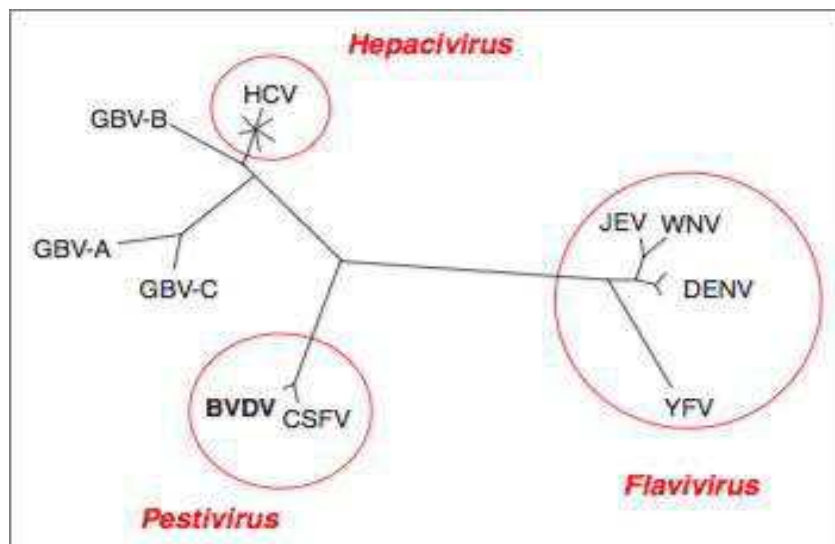 Hepacivirus
HCV
GBV-B
JEV WNV
GBV-A
GBV-C
DENV
BVDV CSFV
YFV
Flavivirus
Pestivirus